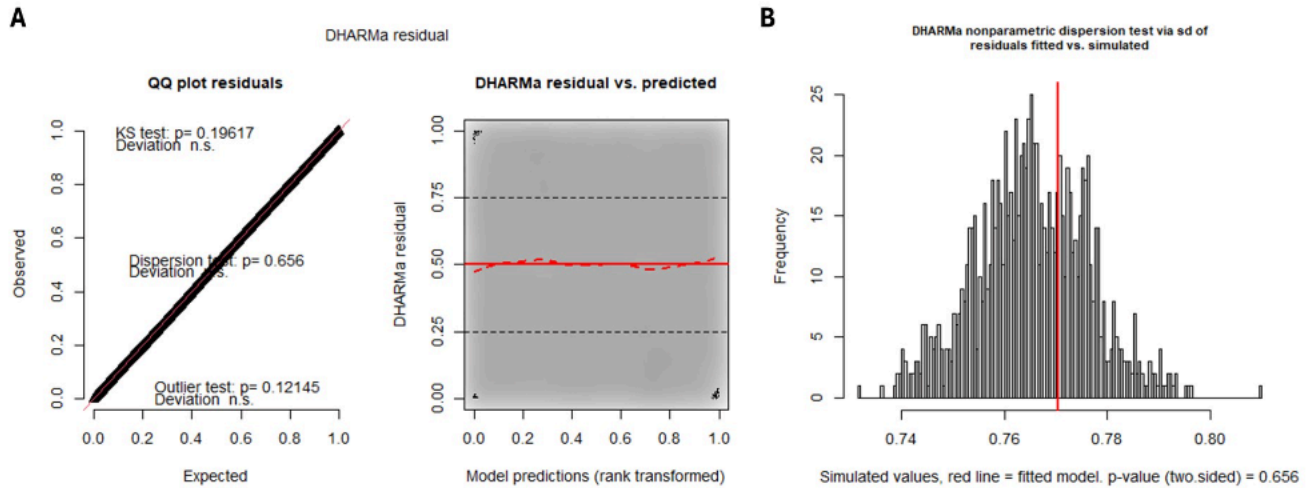 A
DHARMa residual
QQ plot residuals
KS test: p= 0.19617
Deviation n.s.
Dispersion test: p= 0.656
Deviation n.s.
Outlier test: p= 0.12145
Deviation n.s.
Observed
0.0 0.2 0.4 0.6 0.8 1.0
0.0 0.2 0.4 0.6 0.8 1.0
Expected
DHARMa residual vs. predicted
DHARMa residual
0.00 0.25 0.50 0.75 1.00
0.0 0.2 0.4 0.6 0.8 1.0
Model predictions (rank transformed)
B
DHARMa nonparametric dispersion test via sd of
residuals fitted vs. simulated
Frequency
0 5 10 15 20 25
0.74 0.76 0.78 0.80
Simulated values, red line = fitted model. p-value (two.sided) = 0.656